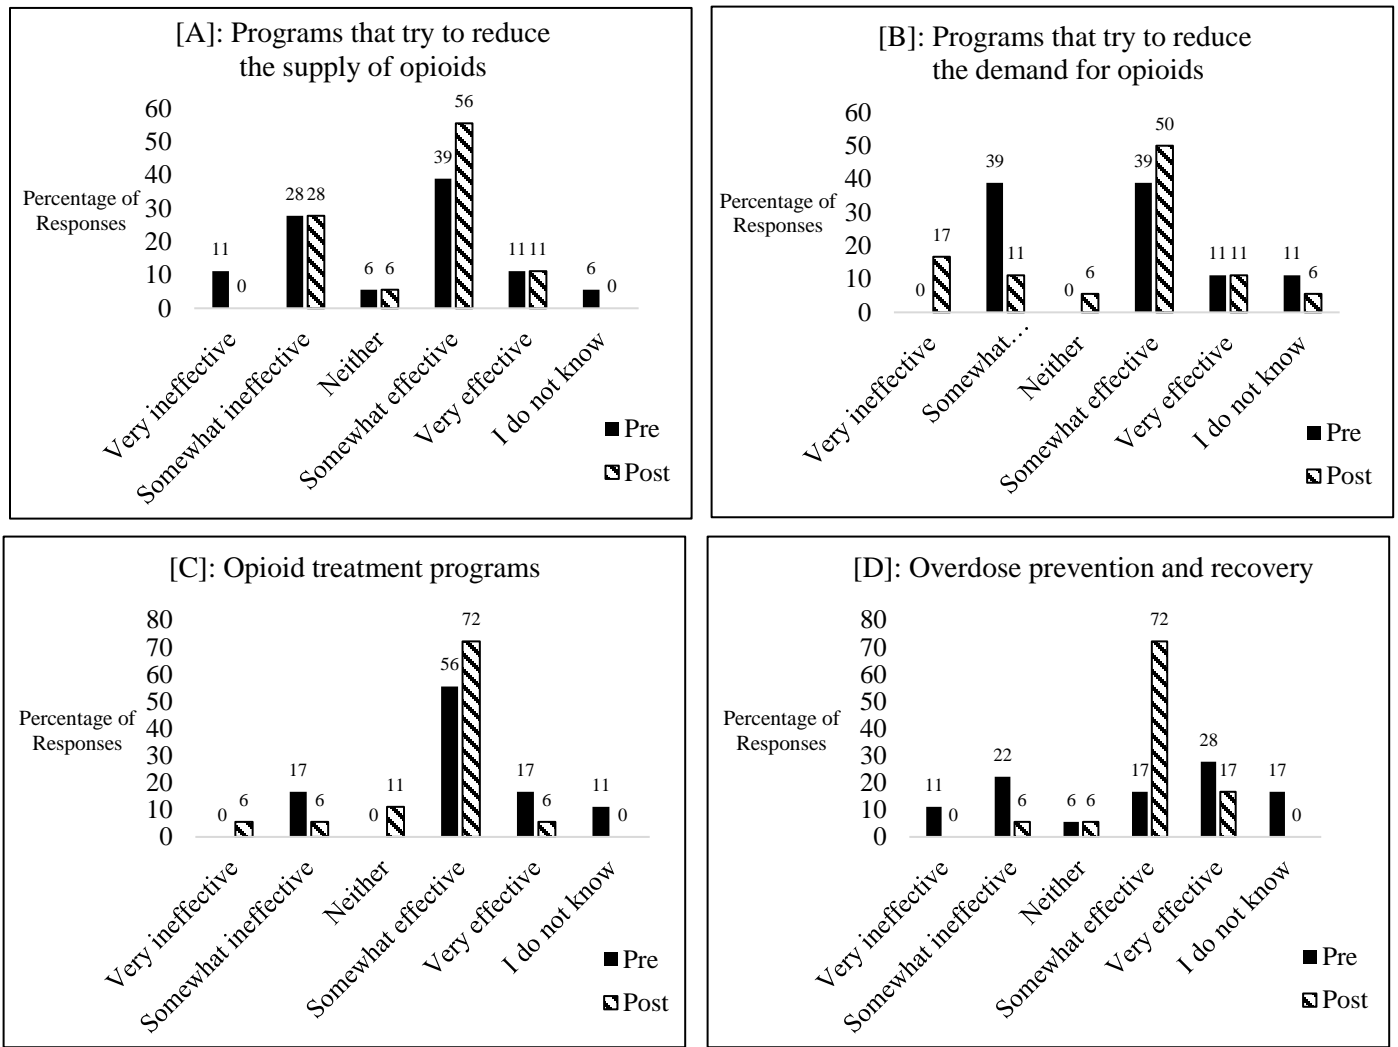 [A]: Programs that try to reduce
the supply of opioids
60
50
40
30
20
10
0
Percentage of
Responses
11
0
28
28
6
6
39
56
11
11
6
0
Very ineffective
Somewhat ineffective
Neither
Somewhat effective
Very effective
I do not know
Pre
Post
[B]: Programs that try to reduce
the demand for opioids
60
50
40
30
20
10
0
Percentage of
Responses
0
17
39
11
0
6
39
50
11
11
11
6
Very ineffective
Somewhat…
Neither
Somewhat effective
Very effective
I do not know
Pre
Post
[C]: Opioid treatment programs
80
70
60
50
40
30
20
10
0
Percentage of
Responses
0
6
17
6
0
11
56
72
17
6
11
0
Very ineffective
Somewhat ineffective
Neither
Somewhat effective
Very effective
I do not know
Pre
Post
[D]: Overdose prevention and recovery
80
70
60
50
40
30
20
10
0
Percentage of
Responses
11
0
22
6
6
6
17
72
28
17
17
0
Very ineffective
Somewhat ineffective
Neither
Somewhat effective
Very effective
I do not know
Pre
Post